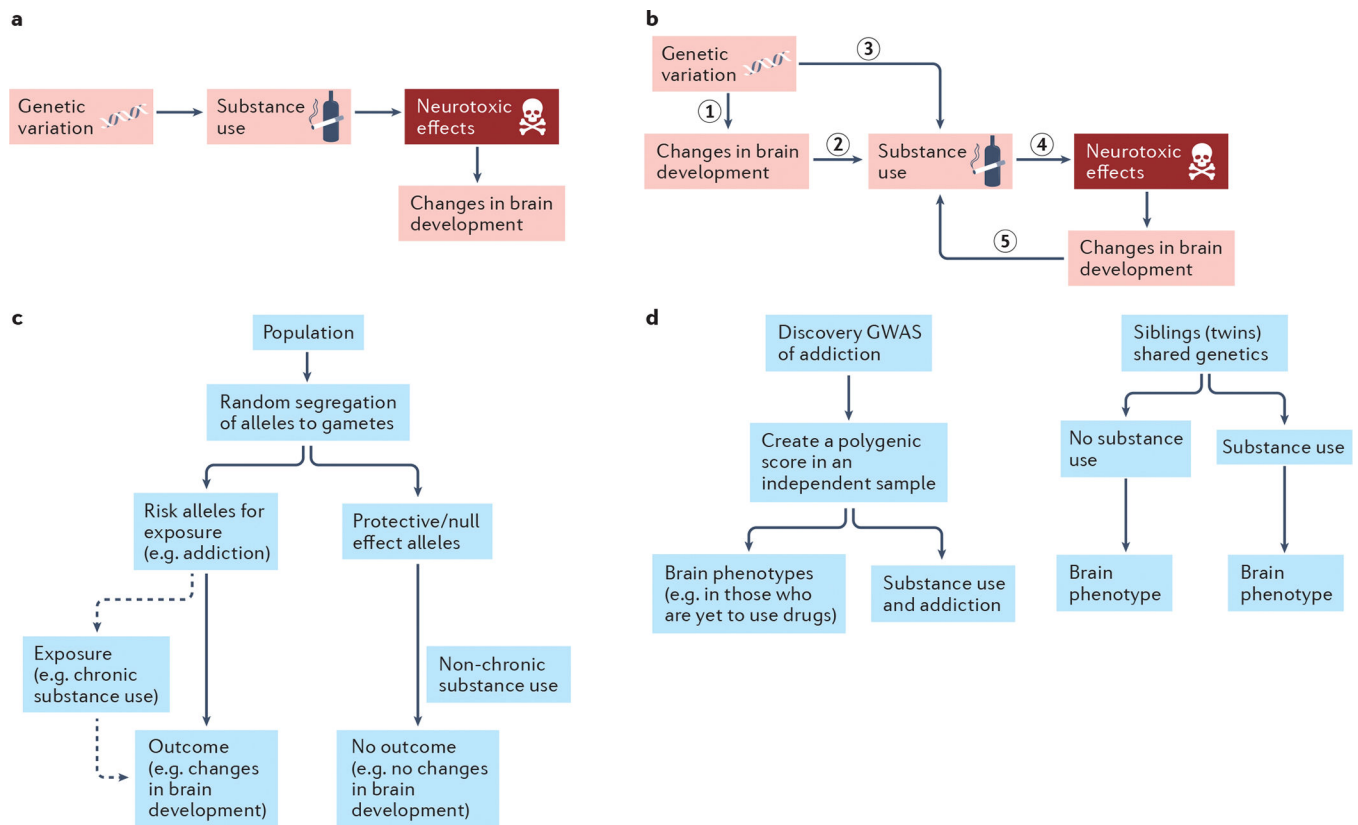 a
Genetic
variation
Substance
use
Neurotoxic
effects
Changes in brain
development
b
Genetic
variation
3
1
Changes in brain
development
2
Substance
use
4
Neurotoxic
effects
5
Changes in brain
development
c
Population
Random segregation
of alleles to gametes
Risk alleles for
exposure
(e.g. addiction)
Protective/null
effect alleles
Exposure
(e.g. chronic
substance use)
Non-chronic
substance use
Outcome
(e.g. changes
in brain
development)
No outcome
(e.g. no changes
in brain
development)
d
Discovery GWAS
of addiction
Create a polygenic
score in an
independent sample
Brain phenotypes
(e.g. in those who
are yet to use drugs)
Substance use
and addiction
Siblings (twins)
shared genetics
No substance
use
Substance use
Brain
phenotype
Brain
phenotype